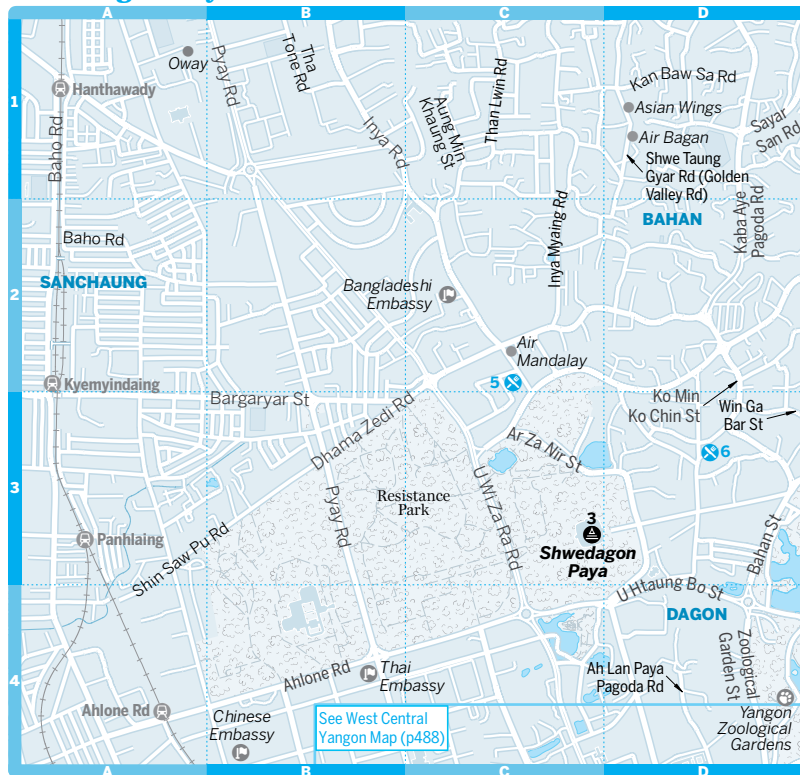 A
B
C
D
1
Oway
Pyay Rd
Tha
Tone Rd
Hanthawady
Baho Rd
Inya Rd
Aung Min
Khaung St
Than Lwin Rd
Kan Baw Sa Rd
Asian Wings
Air Bagan
Sayar
San Rd
Shwe Taung
Gyar Rd (Golden
Valley Rd)
BAHAN
Kaba Aye
Pagoda Rd
Inya Myaing Rd
2
Baho Rd
SANCHAUNG
Bangladeshi
Embassy
Air
Mandalay
5
Kyemyindaing
Bargaryar St
Dhama Zedi Rd
Ko Min
Ko Chin St
Win Ga
Bar St
Ar Za Nir St
6
3
Resistance
Park
U Wi Za Ra Rd
Pyay Rd
3
Shwedagon
Paya
Panhlaing
Shin Saw Pu Rd
Bahan St
U Htaung Bo St
DAGON
4
Ahlone Rd
Thai
Embassy
Ah Lan Paya
Pagoda Rd
Zoological
Garden St
Ahlone Rd
Chinese
Embassy
See West Central
Yangon Map (p488)
Yangon
Zoological
Gardens
A
B
C
D
1
2
3
4